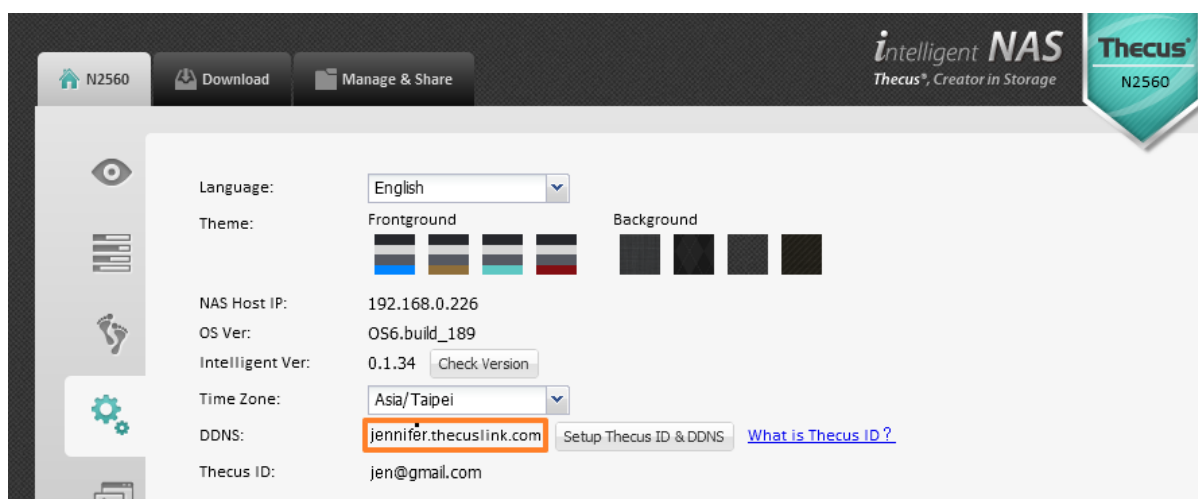 intelligent NAS
Thecus®, Creator in Storage
Thecus®
N2560
N2560
Download
Manage & Share
Language:
English
Theme:
Frontground
Background
NAS Host IP:
192.168.0.226
OS Ver:
OS6.build_189
Intelligent Ver:
0.1.34
Check Version
Time Zone:
Asia/Taipei
DDNS:
jennifer.thecuslink.com
Setup Thecus ID & DDNS
What is Thecus ID?
Thecus ID:
jen@gmail.com